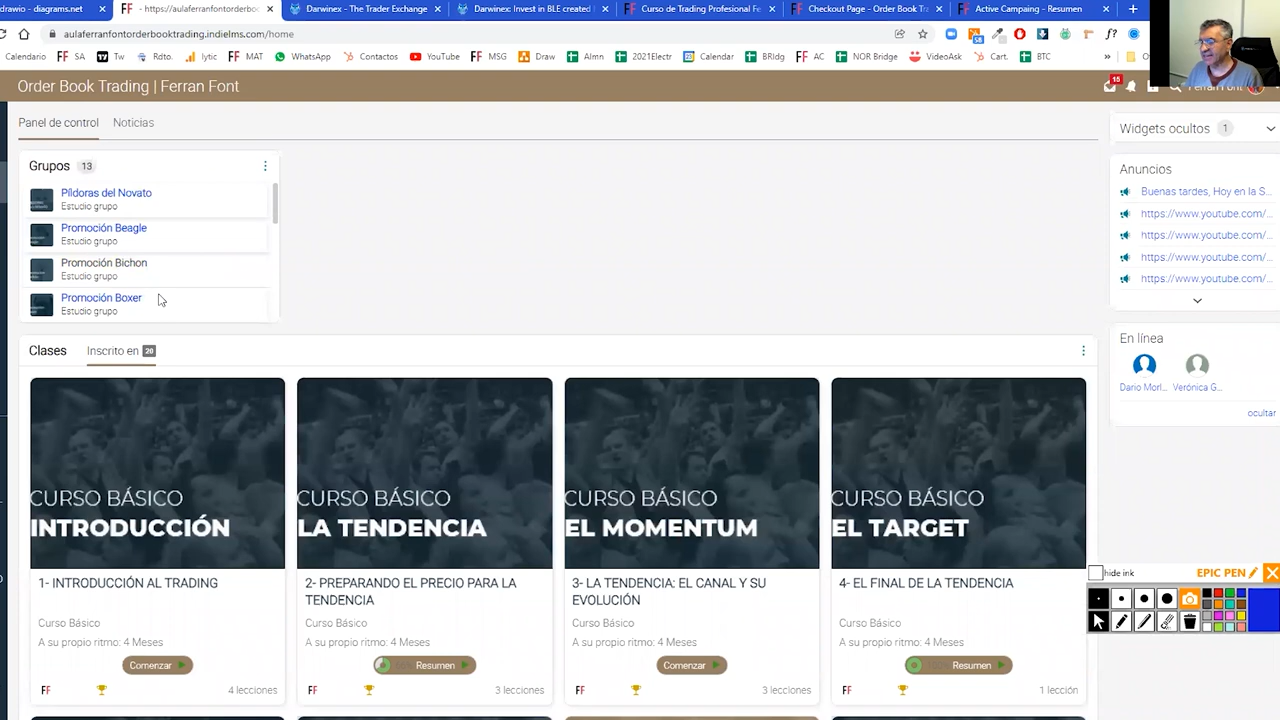 drawio - diagrams.net
- https://aulaferranfontorderboo
Darwinex - The Trader Exchange
Darwinex: Invest in BLE created
Curso de Trading Profesional Fe
Checkout Page - Order Book Tra
Active Campaing - Resumen
aulaferranfontorderbooktrading.indielms.com/home
Calendario
SA
Tw
Rdto.
lytic
MAT
WhatsApp
Contactos
YouTube
MSG
Draw
Almn
2021Electr
Calendar
BRIdg
AC
NOR Bridge
VideoAsk
Cart.
BTC
Order Book Trading | Ferran Font
15
Panel de control Noticias
Grupos 13
Píldoras del Novato
Estudio grupo
Promoción Beagle
Estudio grupo
Promoción Bichon
Estudio grupo
Promoción Boxer
Estudio grupo
Widgets ocultos 1
Anuncios
Buenas tardes, Hoy en la S...
https://www.youtube.com/...
https://www.youtube.com/...
https://www.youtube.com/...
https://www.youtube.com/...
En línea
Dario Morl... Verónica G...
ocultar
Clases Inscrito en 20
CURSO BÁSICO
INTRODUCCIÓN
1- INTRODUCCIÓN AL TRADING
Curso Básico
A su propio ritmo: 4 Meses
Comenzar
FF 4 lecciones
CURSO BÁSICO
LA TENDENCIA
2- PREPARANDO EL PRECIO PARA LA
TENDENCIA
Curso Básico
A su propio ritmo: 4 Meses
Resumen
FF 3 lecciones
CURSO BÁSICO
EL MOMENTUM
3- LA TENDENCIA: EL CANAL Y SU
EVOLUCIÓN
Curso Básico
A su propio ritmo: 4 Meses
Comenzar
FF 3 lecciones
CURSO BÁSICO
EL TARGET
4- EL FINAL DE LA TENDENCIA
Curso Básico
A su propio ritmo: 4 Meses
Resumen
FF 1 lección
hide ink EPIC PEN